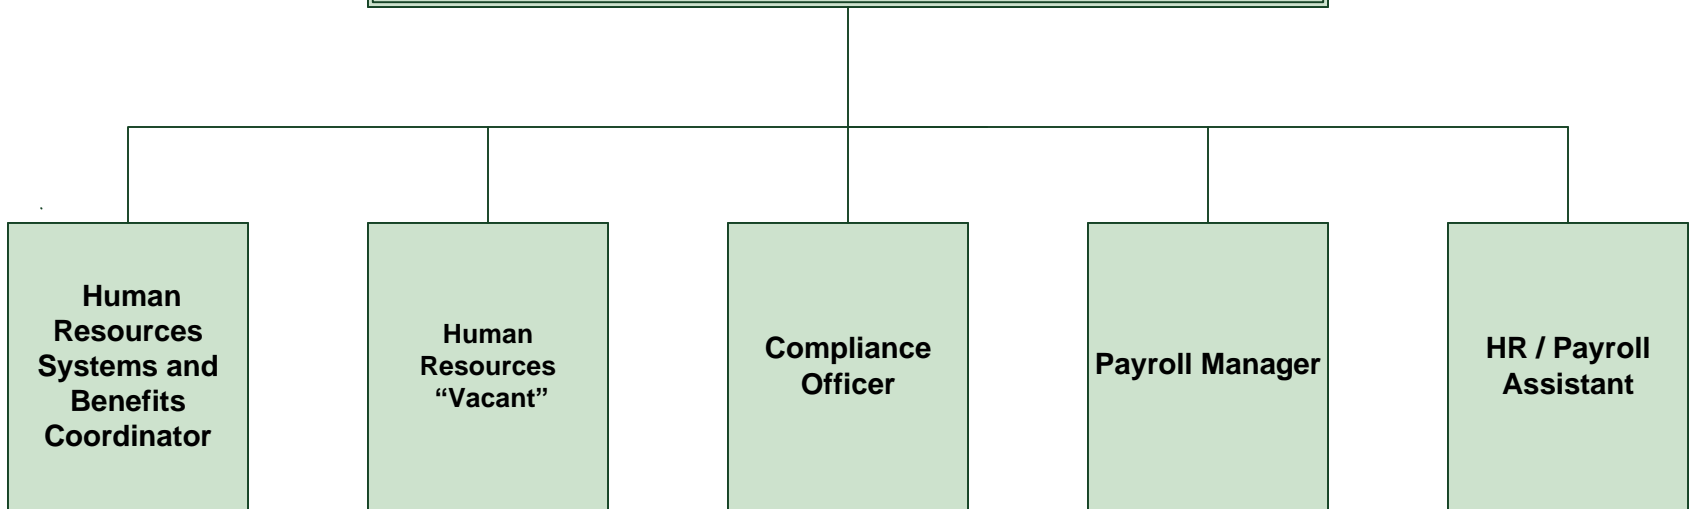 Human
Resources
Systems and
Benefits
Coordinator
Human
Resources
“Vacant”
Compliance
Officer
Payroll Manager
HR / Payroll
Assistant